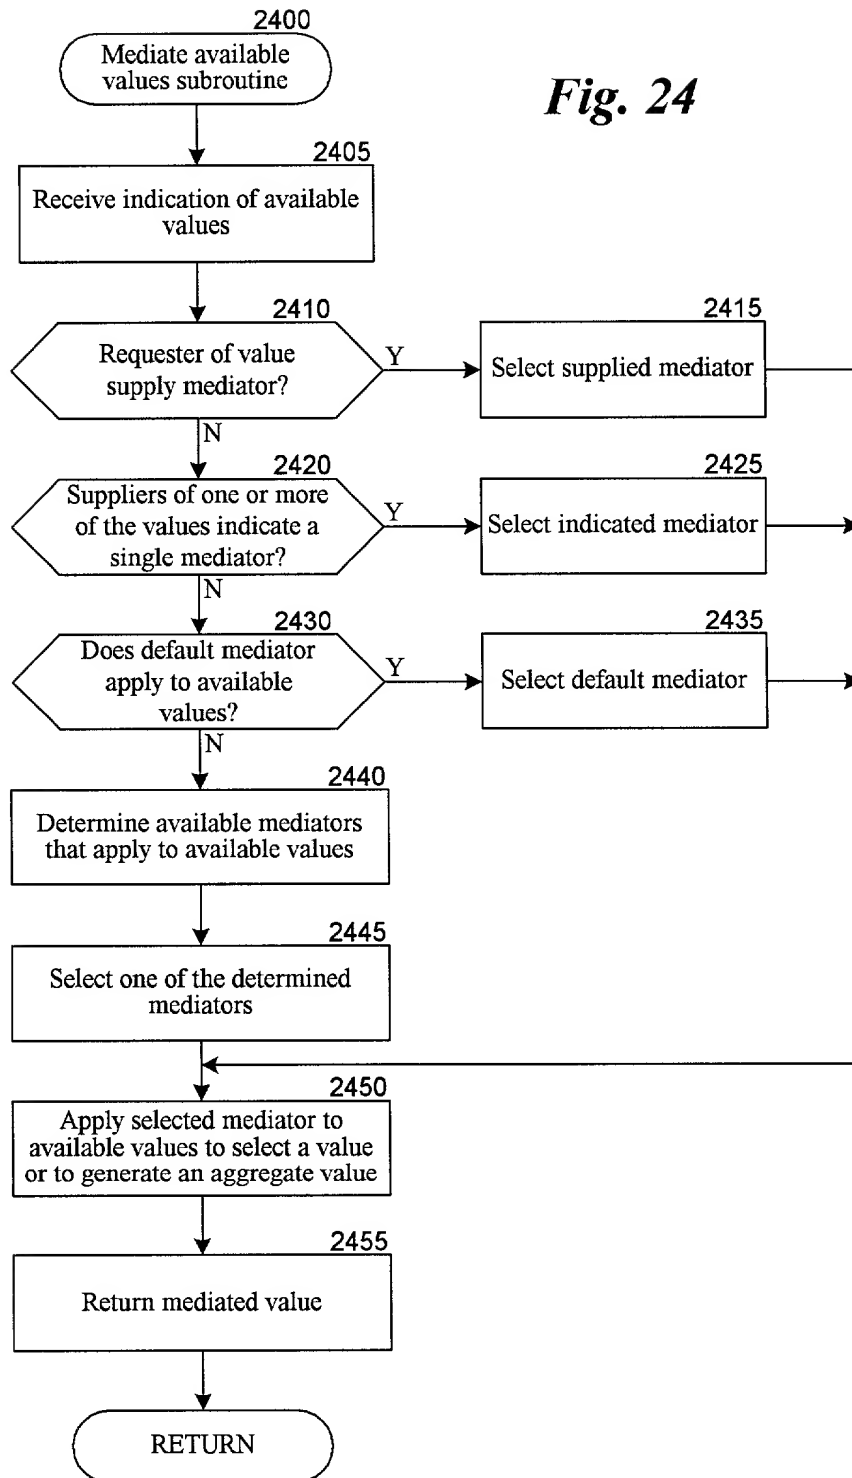 2400
Mediate available
values subroutine
Fig. 24
2405
Receive indication of available
values
2410
Requester of value
supply mediator?
Y
N
2415
Select supplied mediator
2420
Suppliers of one or more
of the values indicate a
single mediator?
Y
N
2425
Select indicated mediator
2430
Does default mediator
apply to available
values?
Y
N
2435
Select default mediator
2440
Determine available mediators
that apply to available values
2445
Select one of the determined
mediators
2450
Apply selected mediator to
available values to select a value
or to generate an aggregate value
2455
Return mediated value
RETURN